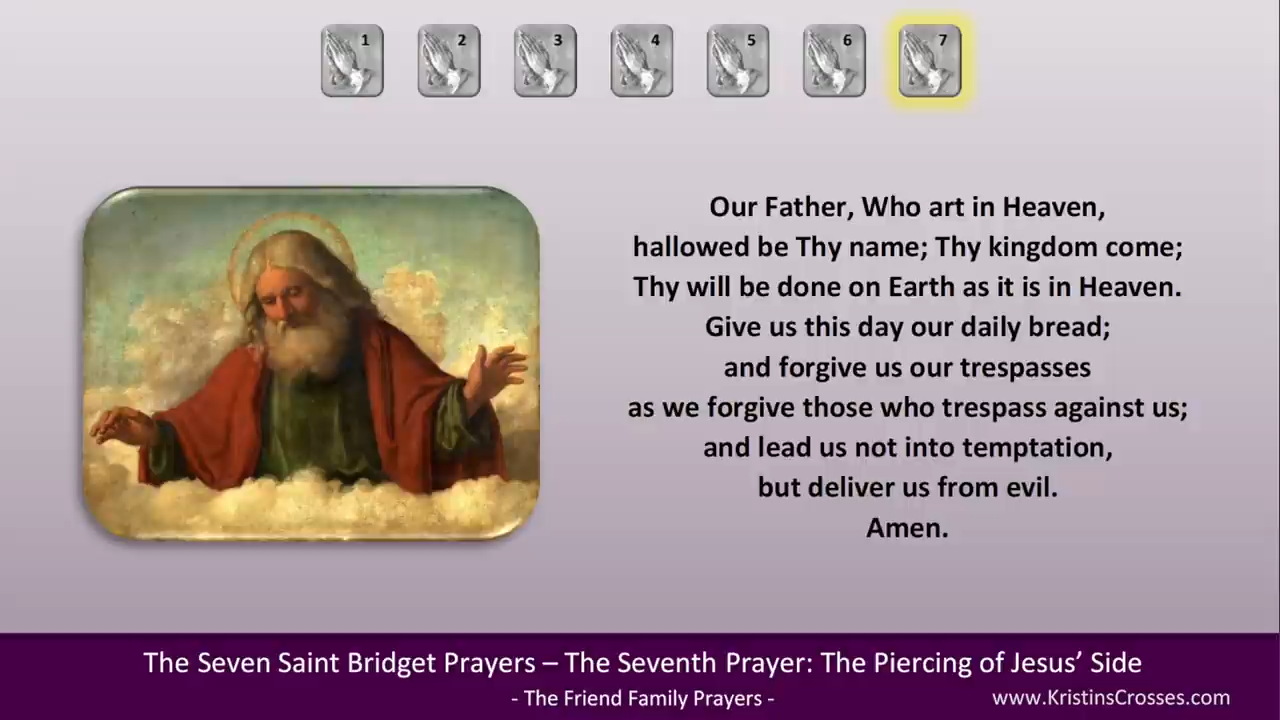 1 2 3 4 5 6 7
Our Father, Who art in Heaven,
hallowed be Thy name; Thy kingdom come;
Thy will be done on Earth as it is in Heaven.
Give us this day our daily bread;
and forgive us our trespasses
as we forgive those who trespass against us;
and lead us not into temptation,
but deliver us from evil.
Amen.
The Seven Saint Bridget Prayers – The Seventh Prayer: The Piercing of Jesus’ Side
- The Friend Family Prayers -
www.KristinsCrosses.com